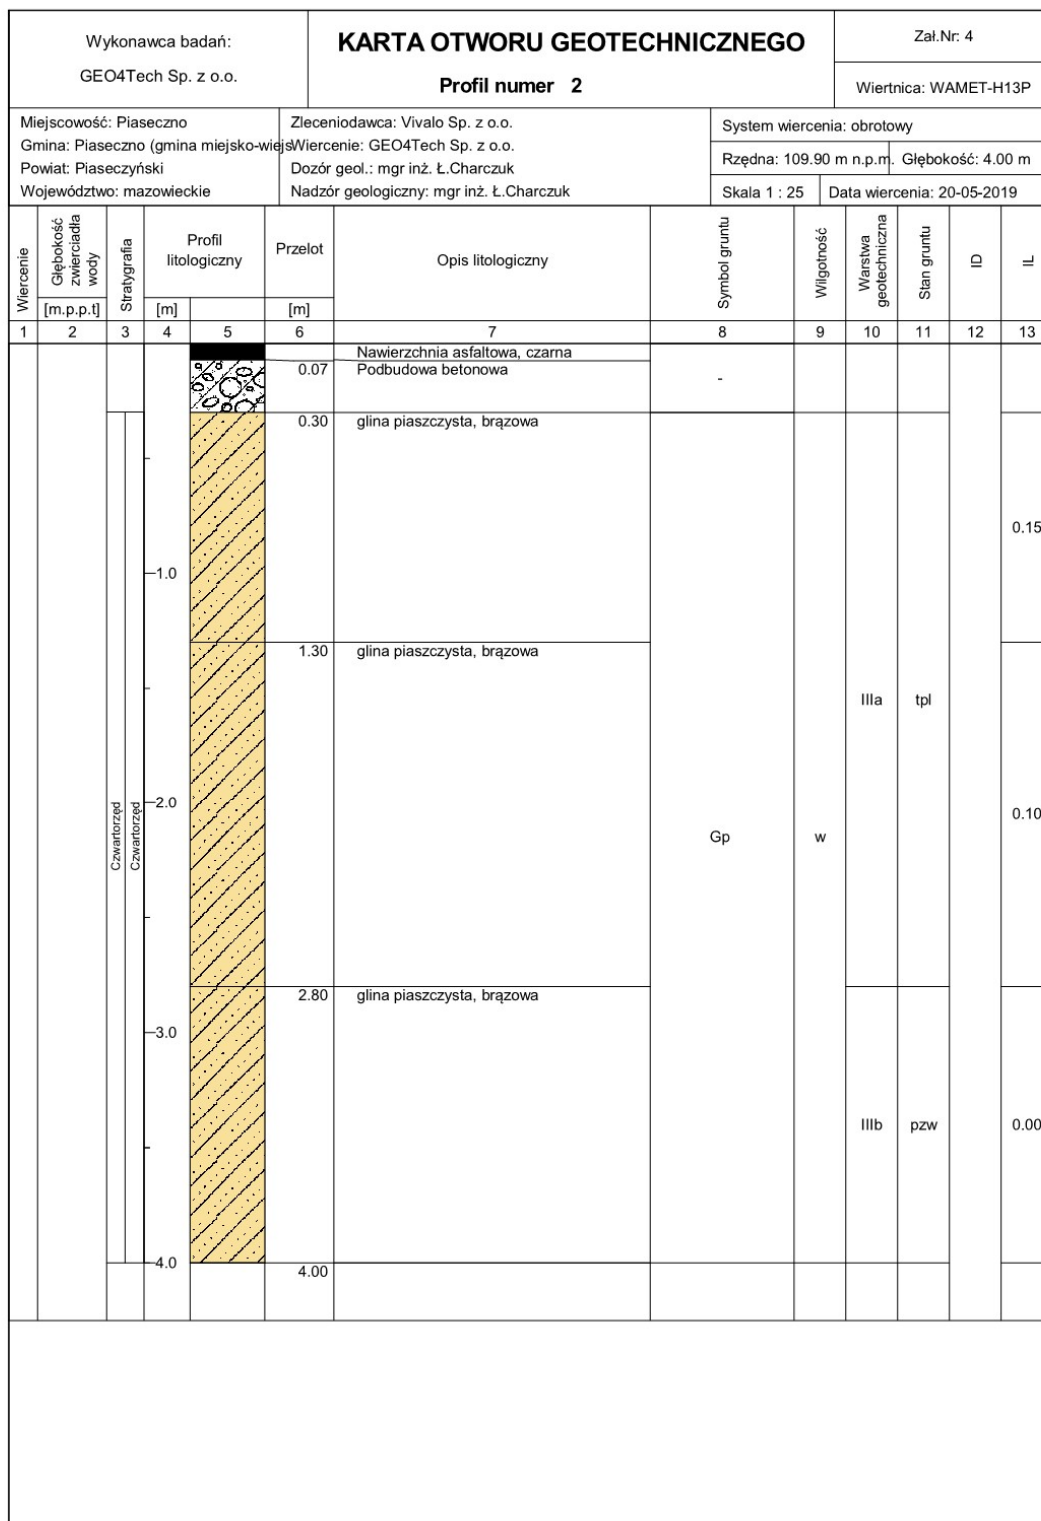 Wykonawca badań:
GEO4Tech Sp. z o.o.
KARTA OTWORU GEOTECHNICZNEGO
Profil numer 2
Zał.Nr: 4
Wiertnica: WAMET-H13P
Miejscowość: Piaseczno
Gmina: Piaseczno (gmina miejsko-wiejs
Powiat: Piaseczyński
Województwo: mazowieckie
Zleceniodawca: Vivalo Sp. z o.o.
Wiercenie: GEO4Tech Sp. z o.o.
Dozór geol.: mgr inż. Ł.Charczuk
Nadzór geologiczny: mgr inż. Ł.Charczuk
System wiercenia: obrotowy
Rzędna: 109.90 m n.p.m. Głębokość: 4.00 m
Skala 1 : 25 Data wiercenia: 20-05-2019
Wiercenie
Głębokość
zwierciadła
wody
[m.p.p.t]
Stratygrafia
Profil
litologiczny
[m]
Przelot
[m]
Opis litologiczny
Symbol gruntu
Wilgotność
Warstwa
geotechniczna
Stan gruntu
ID
IL
1 2 3 4 5 6 7 8 9 10 11 12 13
Nawierzchnia asfaltowa, czarna
0.07 Podbudowa betonowa
-
0.30 glina piaszczysta, brązowa
0.15
1.0
1.30 glina piaszczysta, brązowa
IIIa tpl
2.0
0.10
Czwartorzęd
Czwartorzęd
Gp w
2.80 glina piaszczysta, brązowa
3.0
IIIb pzw 0.00
4.0
4.00